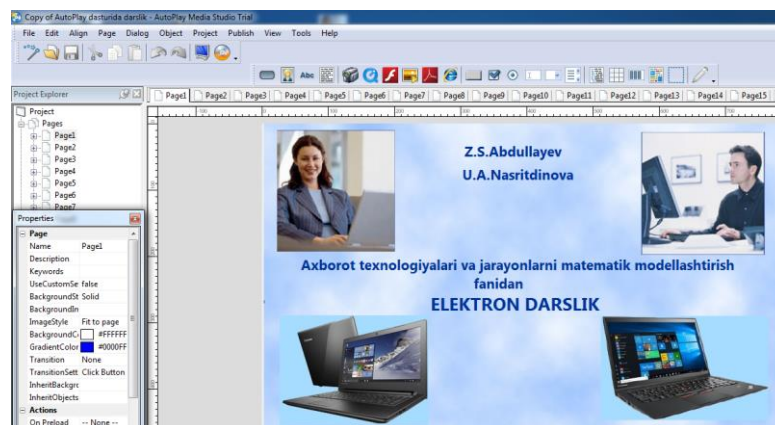 Copy of AutoPlay dasturida darslik - AutoPlay Media Studio Trial
File Edit Align Page Dialog Object Project Publish View Tools Help
Abc
Project Explorer
Page1 Page2 Page3 Page4 Page5 Page6 Page7 Page8 Page9 Page10 Page11 Page12 Page13 Page14 Page15
Project
Pages
Page1
Page2
Page3
Page4
Page5
Page6
Page7
Properties
Page
Name Page1
Description
Keywords
UseCustomSe false
BackgroundSt Solid
BackgroundIn
ImageStyle Fit to page
BackgroundC #FFFFFF
GradientColor #0000FF
Transition None
TransitionSett Click Button
InheritBackgrc
InheritObjects
Actions
On Preload -- None --
Z.S.Abdullayev
U.A.Nasritdinova
Axborot texnologiyalari va jarayonlarni matematik modellashtirish
fanidan
ELEKTRON DARSLIK